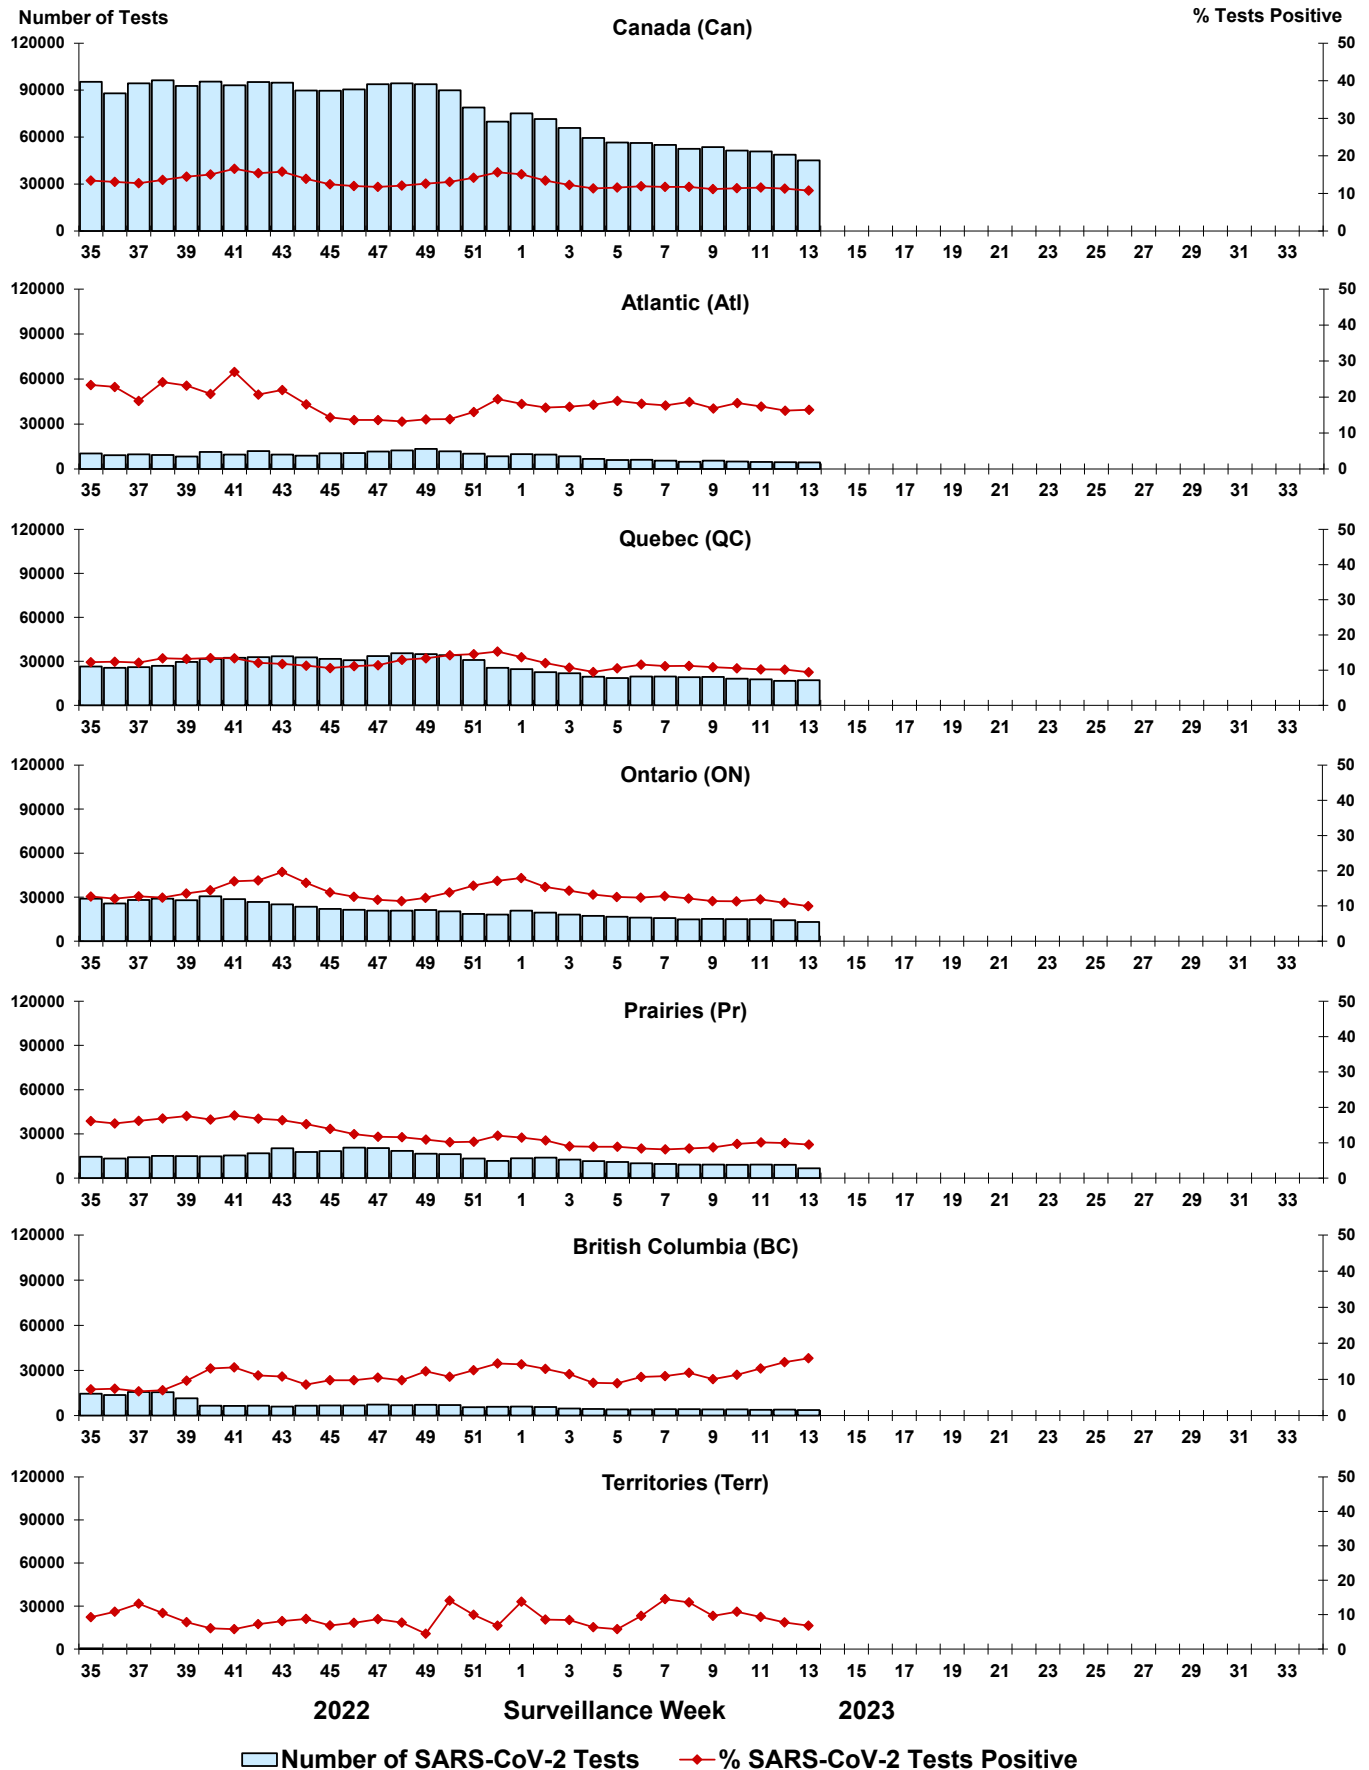 Number of Tests
% Tests Positive
Canada (Can)
120000 50
90000 40
60000 30
30000 20
0 10
0
35 37 39 41 43 45 47 49 51 1 3 5 7 9 11 13 15 17 19 21 23 25 27 29 31 33
Atlantic (Atl)
120000 50
90000 40
60000 30
30000 20
0 10
0
35 37 39 41 43 45 47 49 51 1 3 5 7 9 11 13 15 17 19 21 23 25 27 29 31 33
Quebec (QC)
120000 50
90000 40
60000 30
30000 20
0 10
0
35 37 39 41 43 45 47 49 51 1 3 5 7 9 11 13 15 17 19 21 23 25 27 29 31 33
Ontario (ON)
120000 50
90000 40
60000 30
30000 20
0 10
0
35 37 39 41 43 45 47 49 51 1 3 5 7 9 11 13 15 17 19 21 23 25 27 29 31 33
Prairies (Pr)
120000 50
90000 40
60000 30
30000 20
0 10
0
35 37 39 41 43 45 47 49 51 1 3 5 7 9 11 13 15 17 19 21 23 25 27 29 31 33
British Columbia (BC)
120000 50
90000 40
60000 30
30000 20
0 10
0
35 37 39 41 43 45 47 49 51 1 3 5 7 9 11 13 15 17 19 21 23 25 27 29 31 33
Territories (Terr)
120000 50
90000 40
60000 30
30000 20
0 10
0
35 37 39 41 43 45 47 49 51 1 3 5 7 9 11 13 15 17 19 21 23 25 27 29 31 33
2022 Surveillance Week 2023
Number of SARS-CoV-2 Tests % SARS-CoV-2 Tests Positive